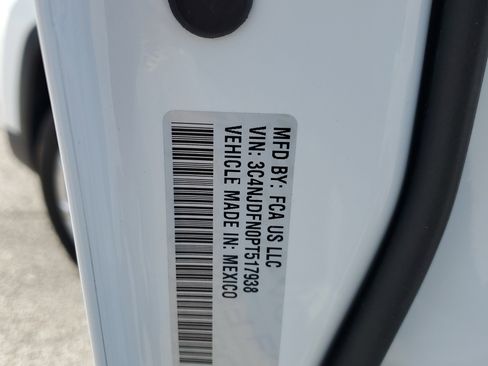 MFD BY: FCA US LLC
VIN: 3C4NJDFN0PT517938
VEHICLE MADE IN: MEXICO